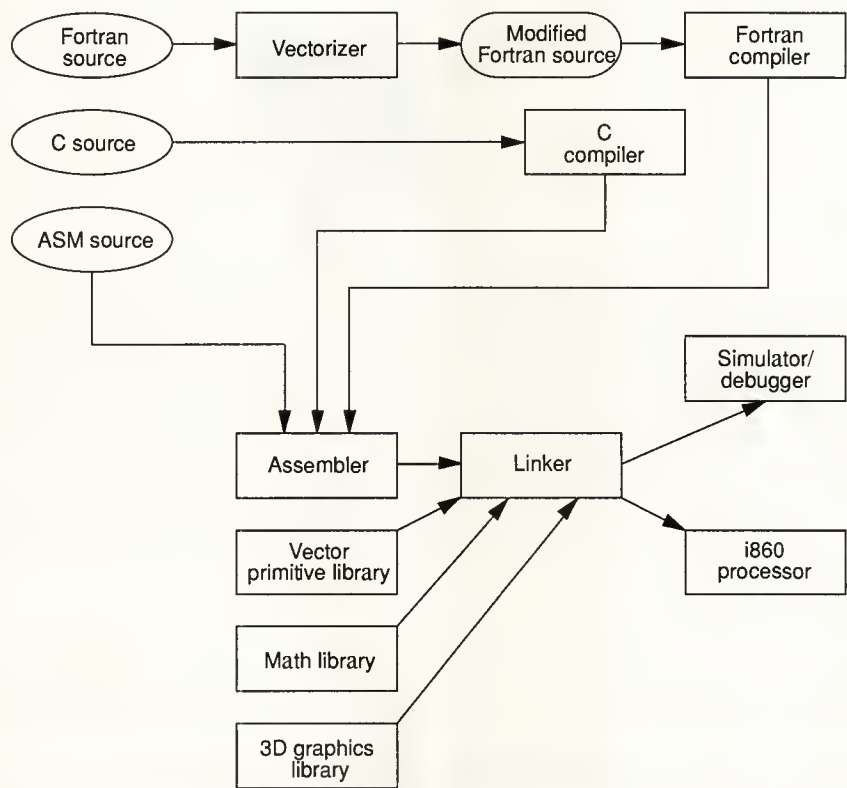 Fortran
source
Vectorizer
Modified
Fortran source
Fortran
compiler
C source
C
compiler
ASM source
Simulator/
debugger
Assembler
Linker
Vector
primitive library
i860
processor
Math library
3D graphics
library